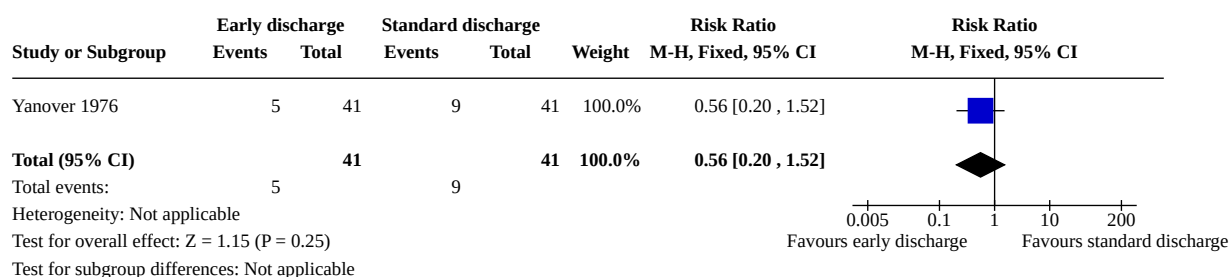 Early discharge Standard discharge Risk Ratio Risk Ratio
Study or Subgroup Events Total Events Total Weight M-H, Fixed, 95% CI M-H, Fixed, 95% CI
Yanover 1976 5 41 9 41 100.0% 0.56 [0.20 , 1.52]
Total (95% CI) 41 41 100.0% 0.56 [0.20 , 1.52]
Total events: 5 9
Heterogeneity: Not applicable
0.005 0.1 1 10 200
Test for overall effect: Z = 1.15 (P = 0.25) Favours early discharge Favours standard discharge
Test for subgroup differences: Not applicable